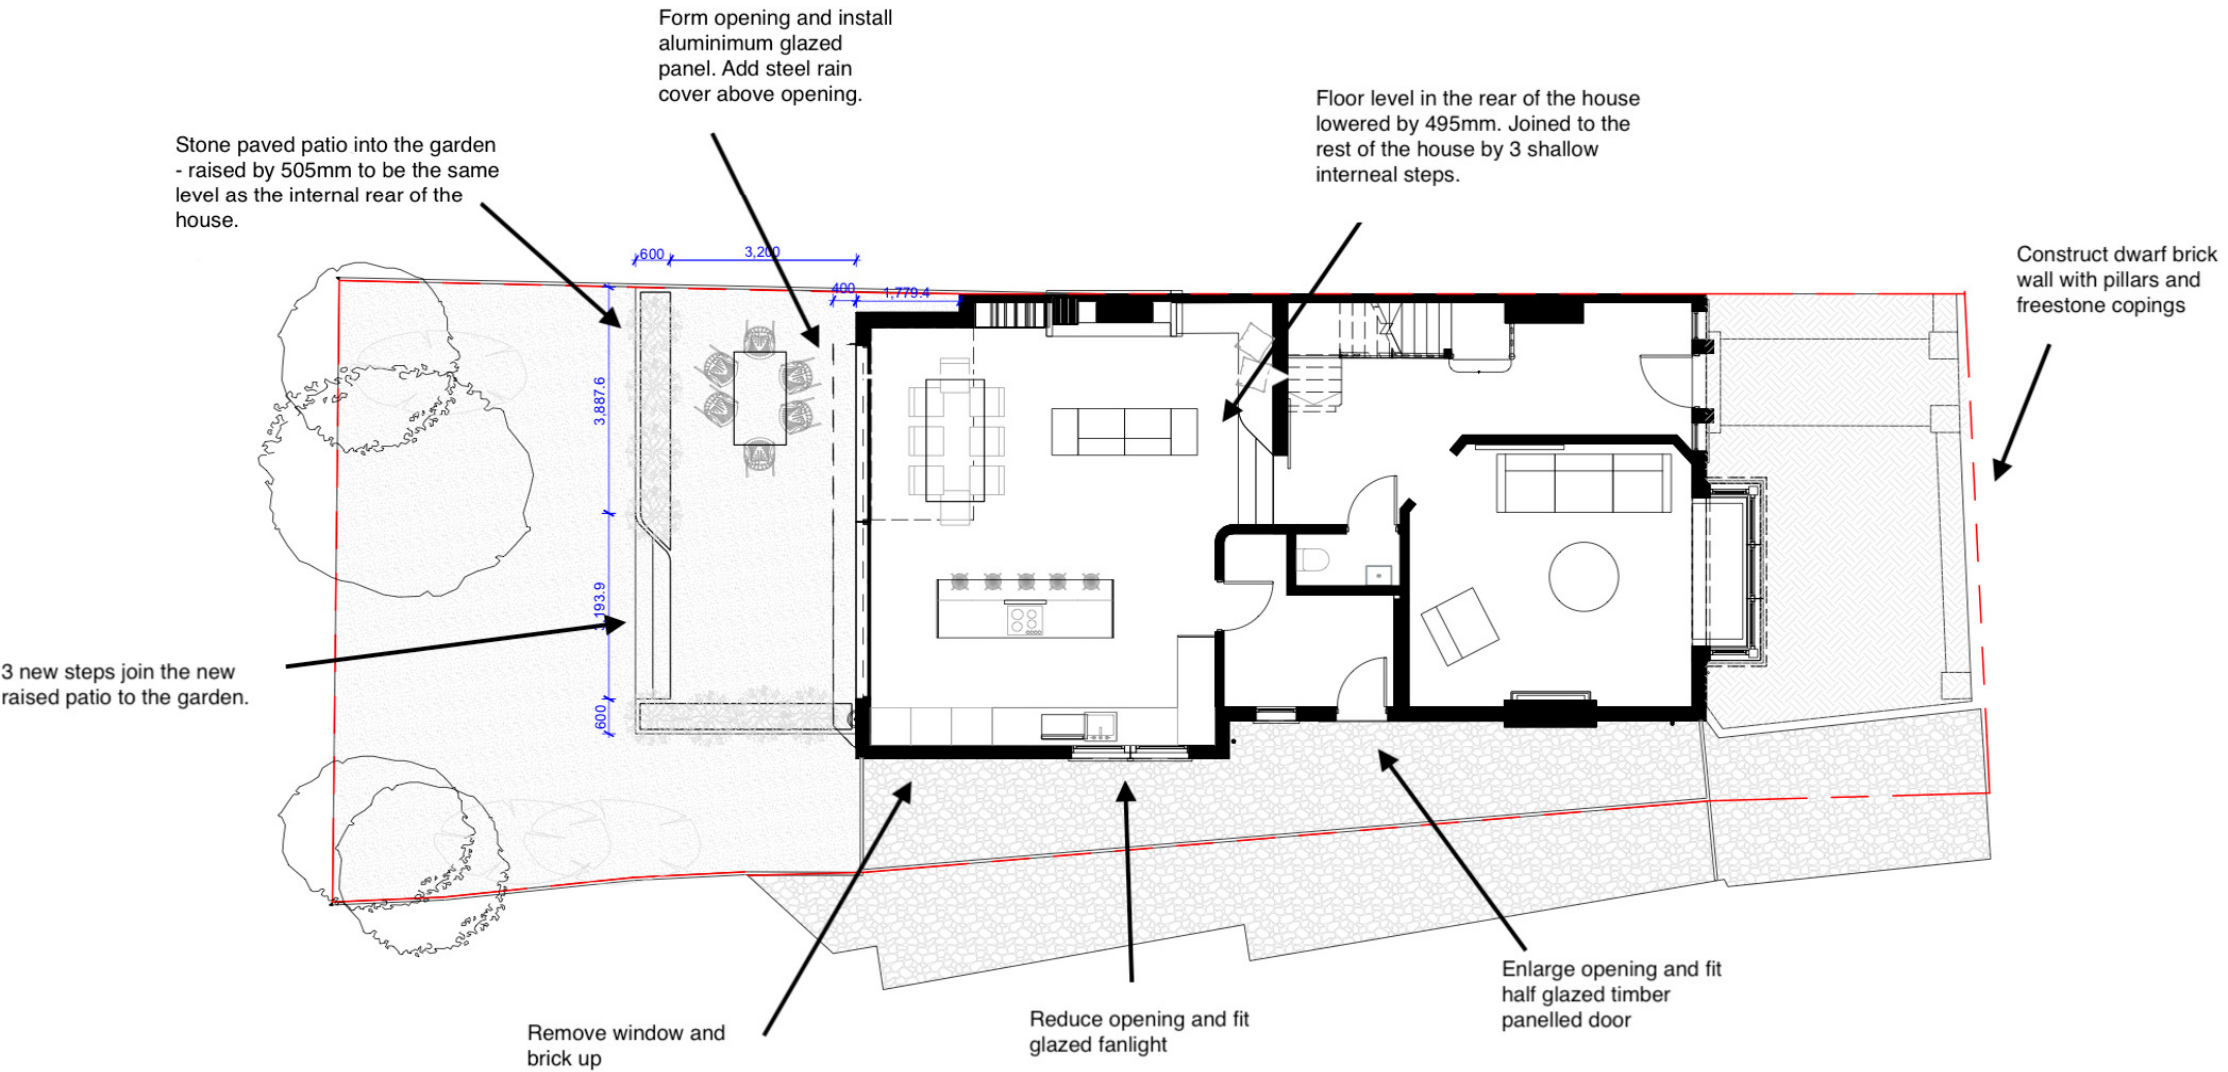 Form opening and install
aluminimum glazed
panel. Add steel rain
cover above opening.
Floor level in the rear of the house
lowered by 495mm. Joined to the
rest of the house by 3 shallow
interneal steps.
Stone paved patio into the garden
- raised by 505mm to be the same
level as the internal rear of the
house.
Construct dwarf brick
wall with pillars and
freestone copings
600
3,200
400
1,779.4
3,887.6
600
3 new steps join the new
raised patio to the garden.
Remove window and
brick up
Reduce opening and fit
glazed fanlight
Enlarge opening and fit
half glazed timber
panelled door